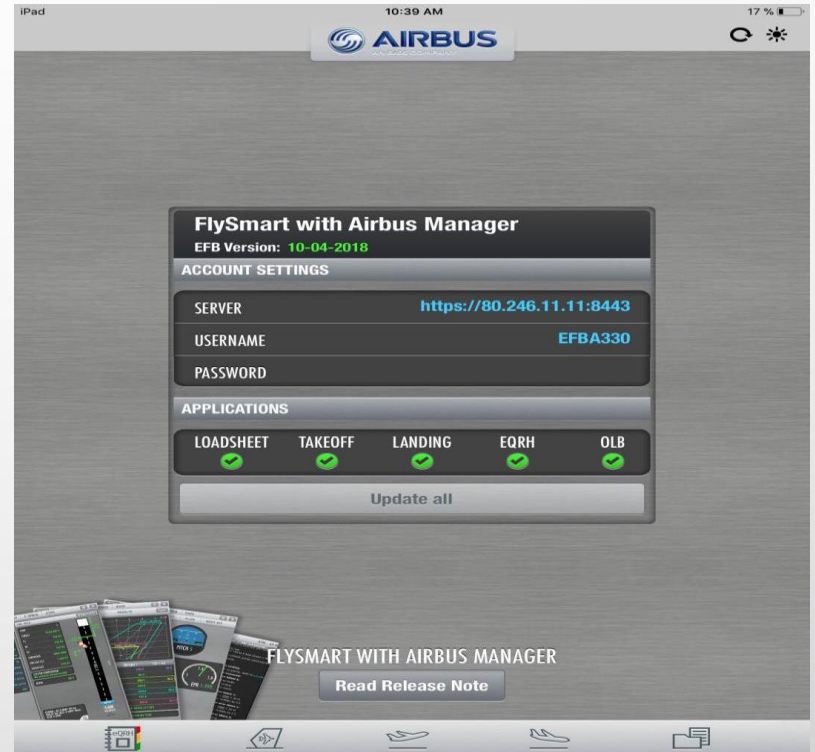 iPad 10:39 AM 17 %
AIRBUS
FlySmart with Airbus Manager
EFB Version: 10-04-2018
ACCOUNT SETTINGS
SERVER https://80.246.11.11:8443
USERNAME EFBA330
PASSWORD
APPLICATIONS
LOADSHEET TAKEOFF LANDING EQRH OLB
Update all
FLYSMART WITH AIRBUS MANAGER
Read Release Note
eQRH